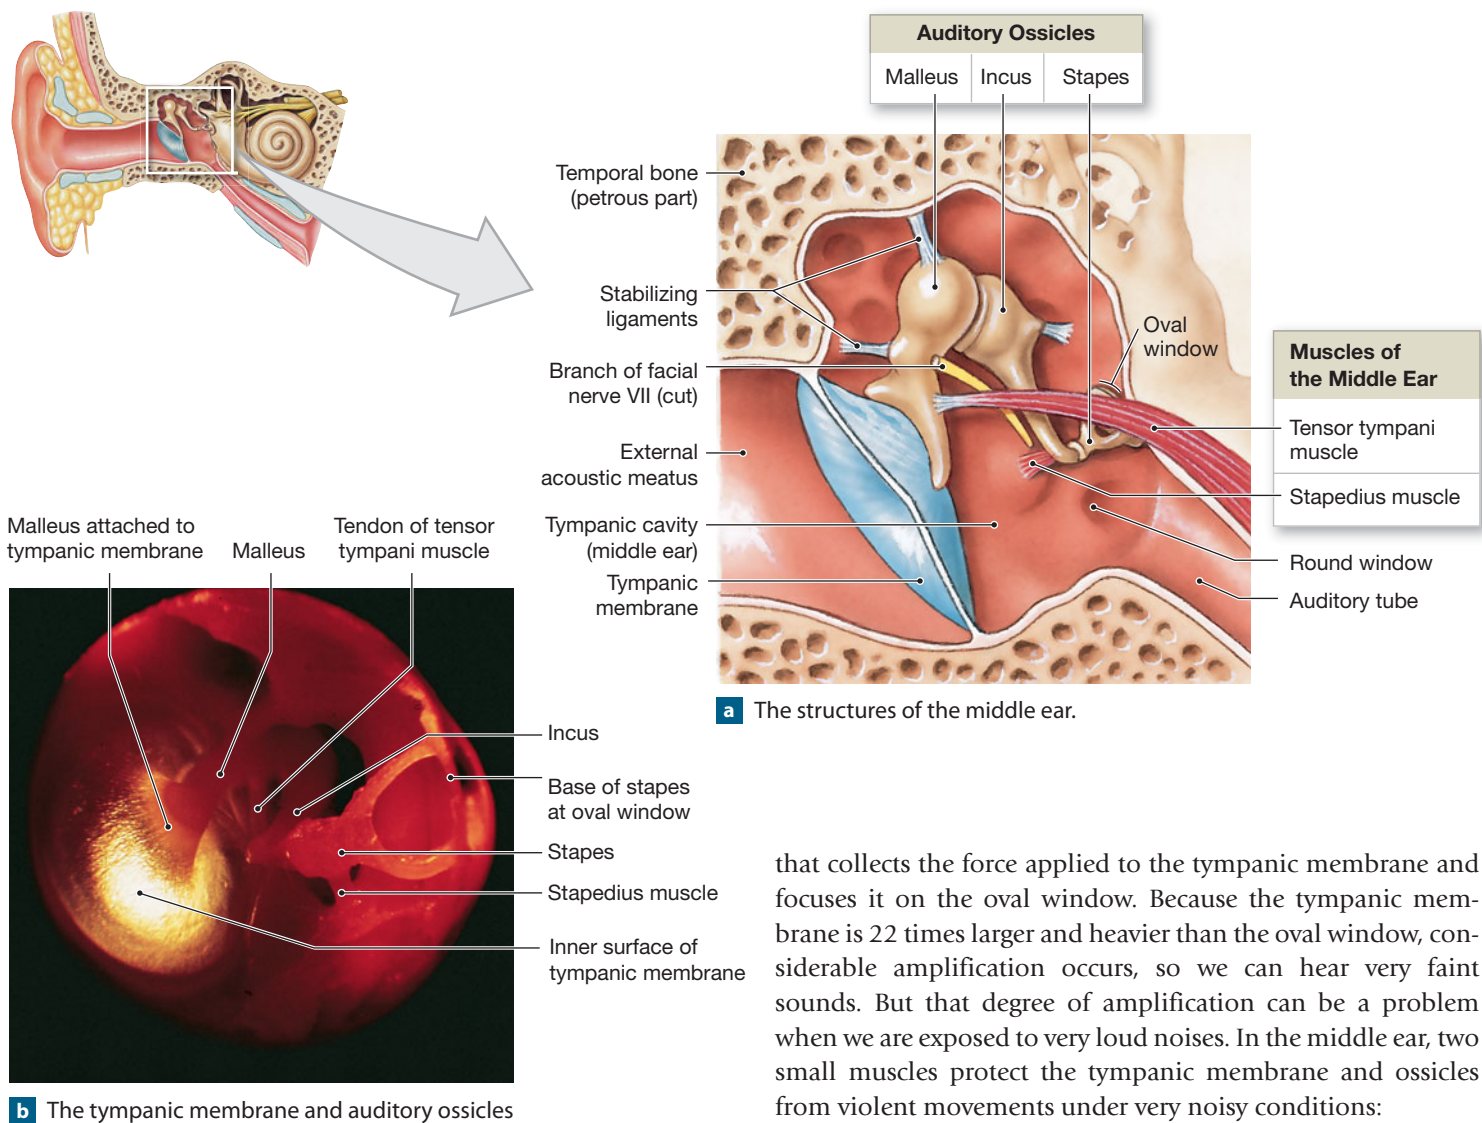 Auditory Ossicles
Malleus
Incus
Stapes
Temporal bone
(petrous part)
Stabilizing
ligaments
Branch of facial
nerve VII (cut)
External
acoustic meatus
Tympanic cavity
(middle ear)
Tympanic
membrane
Oval
window
Muscles of
the Middle Ear
Tensor tympani
muscle
Stapedius muscle
Round window
Auditory tube
a The structures of the middle ear.
Malleus attached to
tympanic membrane
Malleus
Tendon of tensor
tympani muscle
Incus
Base of stapes
at oval window
Stapes
Stapedius muscle
Inner surface of
tympanic membrane
b The tympanic membrane and auditory ossicles
that collects the force applied to the tympanic membrane and
focuses it on the oval window. Because the tympanic mem-
brane is 22 times larger and heavier than the oval window, con-
siderable amplification occurs, so we can hear very faint
sounds. But that degree of amplification can be a problem
when we are exposed to very loud noises. In the middle ear, two
small muscles protect the tympanic membrane and ossicles
from violent movements under very noisy conditions: